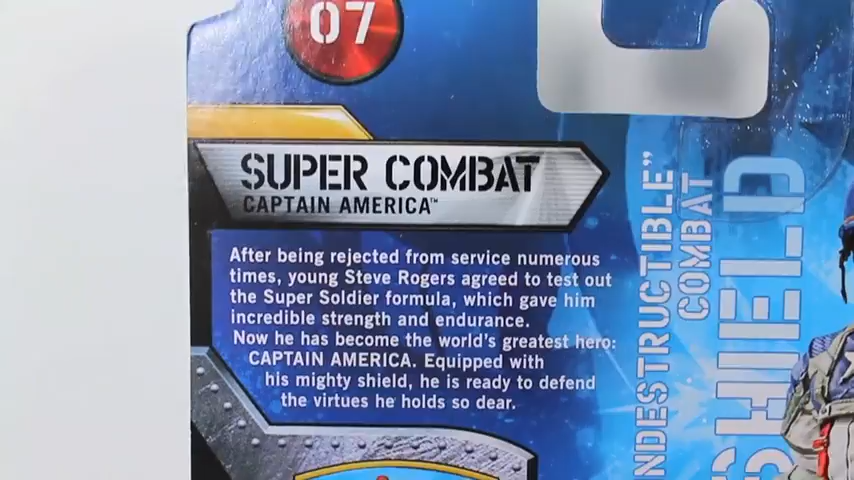 07
SUPER COMBAT
CAPTAIN AMERICA™
After being rejected from service numerous
times, young Steve Rogers agreed to test out
the Super Soldier formula, which gave him
incredible strength and endurance.
Now he has become the world's greatest hero:
CAPTAIN AMERICA. Equipped with
his mighty shield, he is ready to defend
the virtues he holds so dear.
NDESTRUCTIBLE”
COMBAT
SHIELD